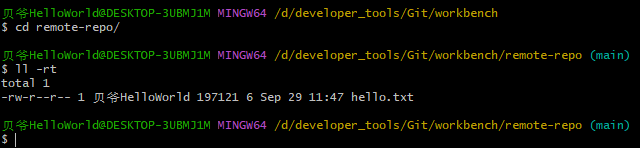 贝爷HelloWorld@DESKTOP-3UBMJ1M MINGW64 /d/developer_tools/Git/workbench
$ cd remote-repo/
贝爷HelloWorld@DESKTOP-3UBMJ1M MINGW64 /d/developer_tools/Git/workbench/remote-repo (main)
$ ll -rt
total 1
-rw-r--r-- 1 贝爷HelloWorld 197121 6 Sep 29 11:47 hello.txt
贝爷HelloWorld@DESKTOP-3UBMJ1M MINGW64 /d/developer_tools/Git/workbench/remote-repo (main)
$